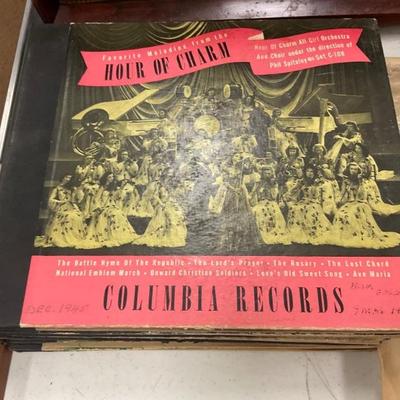 Favorite Melodies from the
HOUR OF CHARM
Hour Of Charm All Girl Orchestra
And Choir under the direction of
Phil Spitalny • Set C-108
The Battle Hymn Of The Republic • The Lord's Prayer • The Rosary • The Lost Chord
National Emblem March • Onward Christian Soldiers • Love's Old Sweet Song • Ave Maria
COLUMBIA RECORDS
DEC. 1945